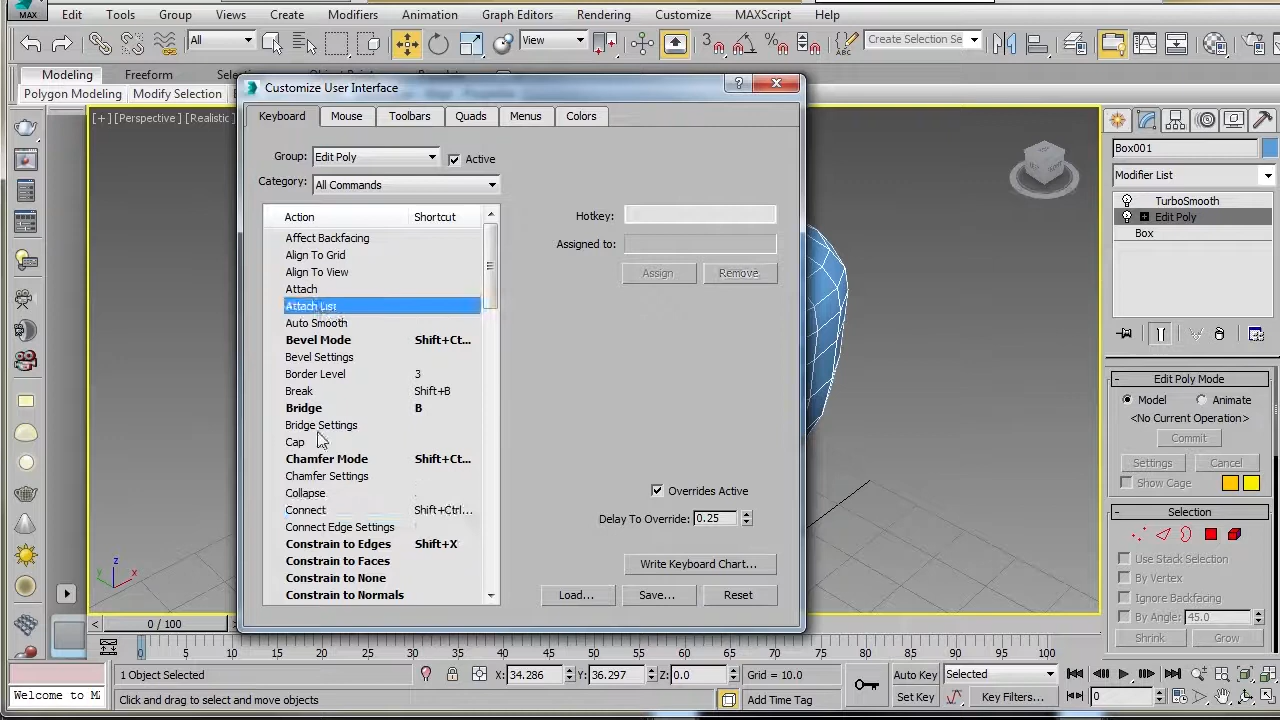 MAX
Edit Tools Group Views Create Modifiers Animation Graph Editors Rendering Customize MAXScript Help
All View 3 Create Selection Se
Modeling Freeform
Polygon Modeling Modify Selection
Customize User Interface
[+] [Perspective] [Realistic]
Keyboard Mouse Toolbars Quads Menus Colors
Group: Edit Poly Active
Category: All Commands
Action Shortcut
Affect Backfacing
Align To Grid
Align To View
Attach
Attach List
Auto Smooth
Bevel Mode Shift+Ct...
Bevel Settings
Border Level 3
Break Shift+B
Bridge B
Bridge Settings
Cap
Chamfer Mode Shift+Ct...
Chamfer Settings
Collapse
Connect Shift+Ctrl...
Connect Edge Settings
Constrain to Edges Shift+X
Constrain to Faces
Constrain to None
Constrain to Normals
Hotkey:
Assigned to:
Assign Remove
Overrides Active
Delay To Override: 0.25
Write Keyboard Chart...
Load... Save... Reset
Box001
Modifier List
TurboSmooth
Edit Poly
Box
Edit Poly Mode
Model Animate
<No Current Operation>
Commit
Settings Cancel
Show Cage
Selection
Use Stack Selection
By Vertex
Ignore Backfacing
By Angle: 45.0
Shrink Grow
z
y x
0 / 100
0 5 10 15 20 25 30 35 40 45 50 55 60 65 70 75 80 85 90 95 100
1 Object Selected X: 34.286 Y: 36.297 Z: 0.0 Grid = 10.0 Auto Key Selected
Welcome to M Click and drag to select and move objects Add Time Tag Set Key Key Filters... 0